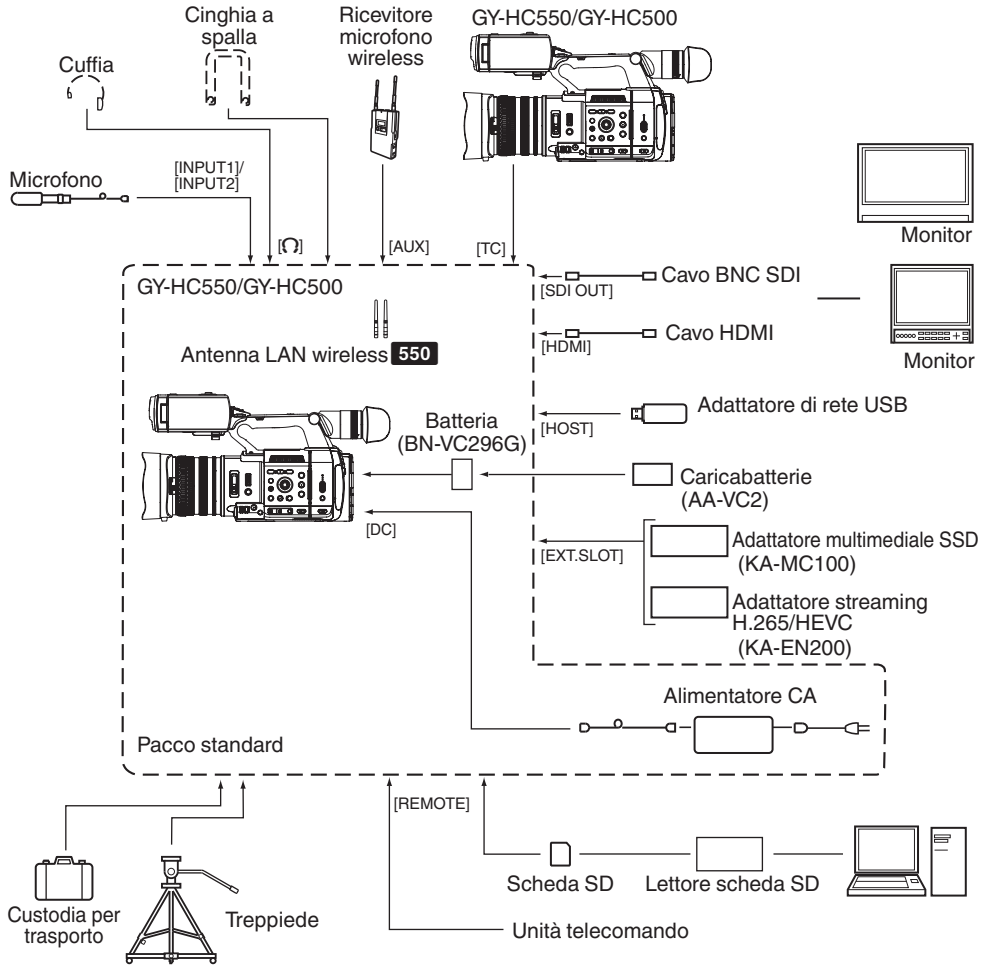 Cinghia a
spalla
Ricevitore
microfono
wireless
GY-HC550/GY-HC500
Cuffia
Microfono
[INPUT1]/
[INPUT2]
[AUX]
[TC]
GY-HC550/GY-HC500
Antenna LAN wireless 550
[SDI OUT]
Cavo BNC SDI
[HDMI]
Cavo HDMI
Monitor
Monitor
[HOST]
Adattatore di rete USB
Batteria
(BN-VC296G)
Caricabatterie
(AA-VC2)
[DC]
[EXT.SLOT]
Adattatore multimediale SSD
(KA-MC100)
Adattatore streaming
H.265/HEVC
(KA-EN200)
Alimentatore CA
Pacco standard
[REMOTE]
Custodia per
trasporto
Treppiede
Scheda SD
Lettore scheda SD
Unità telecomando